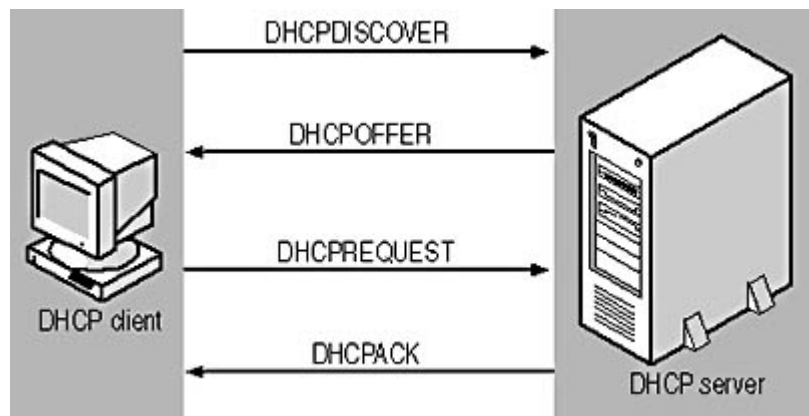 DHCPDISCOVER
DHCPOFFER
DHCPREQUEST
DHCP client
DHCPACK
DHCP server